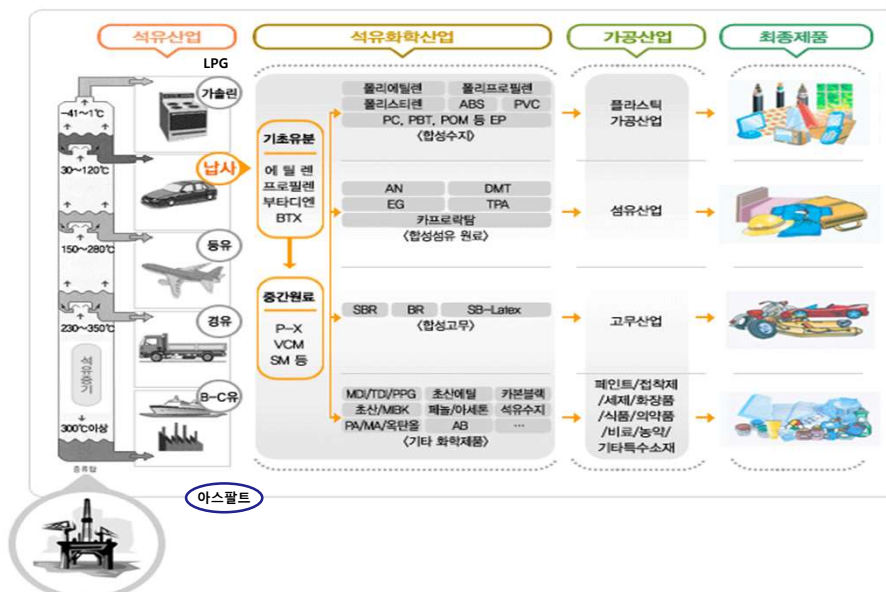 석유산업
석유화학산업
가공산업
최종제품
LPG
가솔린
-41~1℃
납사
30~120℃
등유
150~280℃
경유
230~350℃
석유증기
B-C유
300℃이상
증류탑
아스팔트
기초유분
에틸렌
프로필렌
부타디엔
BTX
중간원료
P-X
VCM
SM 등
폴리에틸렌 폴리프로필렌
폴리스티렌 ABS PVC
PC, PBT, POM 등 EP
〈합성수지〉
AN DMT
EG TPA
카프로락탐
〈합성섬유 원료〉
SBR BR SB-Latex
〈합성고무〉
MDI/TDI/PPG 초산에틸 카본블랙
초산/MIBK 페놀/아세톤 석유수지
PA/MA/옥탄올 AB …
〈기타 화학제품〉
플라스틱
가공산업
섬유산업
고무산업
페인트/접착제
/세제/화장품
/식품/의약품
/비료/농약/
기타특수소재